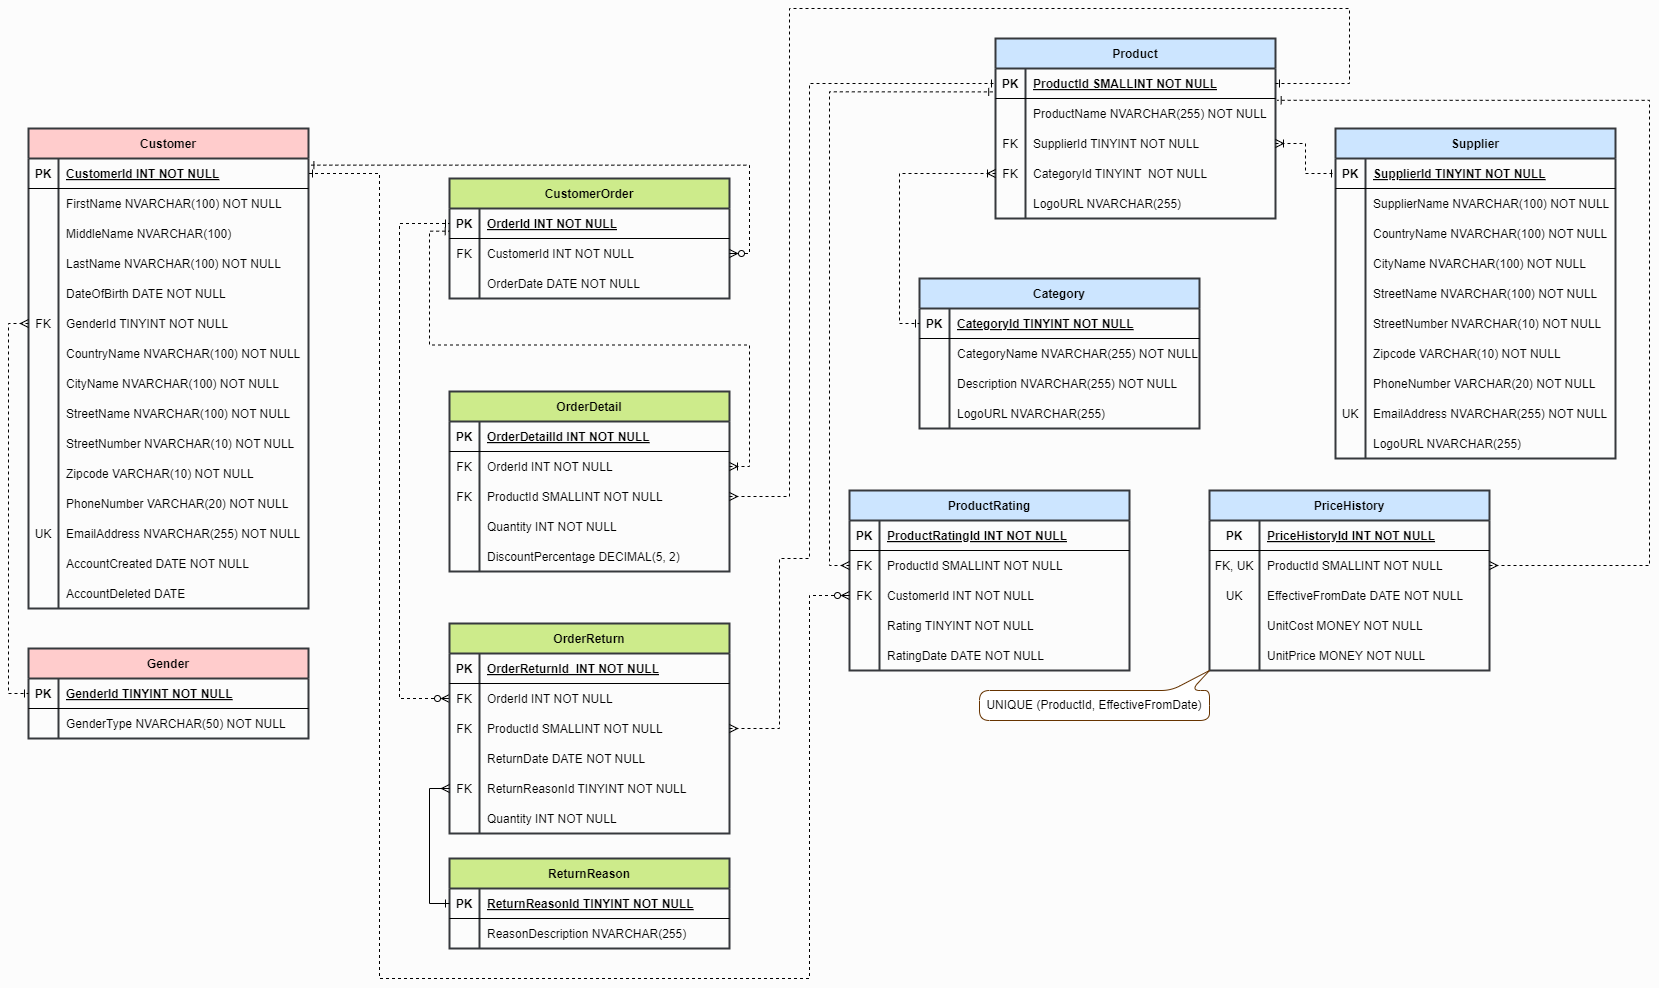 Customer
PK CustomerId INT NOT NULL
FirstName NVARCHAR(100) NOT NULL
MiddleName NVARCHAR(100)
LastName NVARCHAR(100) NOT NULL
DateOfBirth DATE NOT NULL
FK GenderId TINYINT NOT NULL
CountryName NVARCHAR(100) NOT NULL
CityName NVARCHAR(100) NOT NULL
StreetName NVARCHAR(100) NOT NULL
StreetNumber NVARCHAR(10) NOT NULL
Zipcode VARCHAR(10) NOT NULL
PhoneNumber VARCHAR(20) NOT NULL
UK EmailAddress NVARCHAR(255) NOT NULL
AccountCreated DATE NOT NULL
AccountDeleted DATE
Gender
PK GenderId TINYINT NOT NULL
GenderType NVARCHAR(50) NOT NULL
CustomerOrder
PK OrderId INT NOT NULL
FK CustomerId INT NOT NULL
OrderDate DATE NOT NULL
OrderDetail
PK OrderDetailId INT NOT NULL
FK OrderId INT NOT NULL
FK ProductId SMALLINT NOT NULL
Quantity INT NOT NULL
DiscountPercentage DECIMAL(5, 2)
OrderReturn
PK OrderReturnId INT NOT NULL
FK OrderId INT NOT NULL
FK ProductId SMALLINT NOT NULL
ReturnDate DATE NOT NULL
FK ReturnReasonId TINYINT NOT NULL
Quantity INT NOT NULL
ReturnReason
PK ReturnReasonId TINYINT NOT NULL
ReasonDescription NVARCHAR(255)
Product
PK ProductId SMALLINT NOT NULL
ProductName NVARCHAR(255) NOT NULL
FK SupplierId TINYINT NOT NULL
FK CategoryId TINYINT NOT NULL
LogoURL NVARCHAR(255)
Category
PK CategoryId TINYINT NOT NULL
CategoryName NVARCHAR(255) NOT NULL
Description NVARCHAR(255) NOT NULL
LogoURL NVARCHAR(255)
Supplier
PK SupplierId TINYINT NOT NULL
SupplierName NVARCHAR(100) NOT NULL
CountryName NVARCHAR(100) NOT NULL
CityName NVARCHAR(100) NOT NULL
StreetName NVARCHAR(100) NOT NULL
StreetNumber NVARCHAR(10) NOT NULL
Zipcode VARCHAR(10) NOT NULL
PhoneNumber VARCHAR(20) NOT NULL
UK EmailAddress NVARCHAR(255) NOT NULL
LogoURL NVARCHAR(255)
ProductRating
PK ProductRatingId INT NOT NULL
FK ProductId SMALLINT NOT NULL
FK CustomerId INT NOT NULL
Rating TINYINT NOT NULL
RatingDate DATE NOT NULL
PriceHistory
PK PriceHistoryId INT NOT NULL
FK, UK ProductId SMALLINT NOT NULL
UK EffectiveFromDate DATE NOT NULL
UnitCost MONEY NOT NULL
UnitPrice MONEY NOT NULL
UNIQUE (ProductId, EffectiveFromDate)